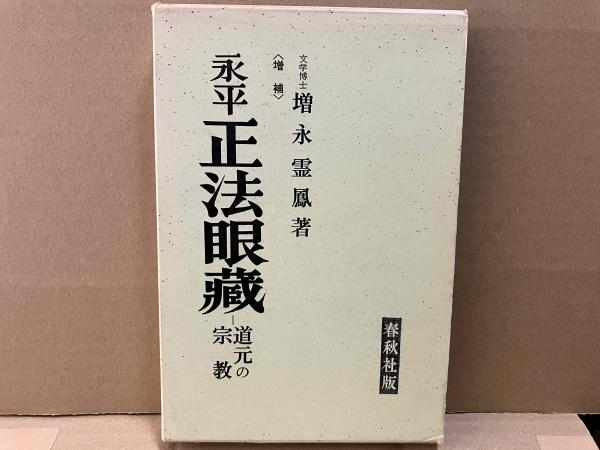 文学博士 増永霊鳳著
〈増補〉
永平正法眼藏
―道元の
宗教
春秋社版